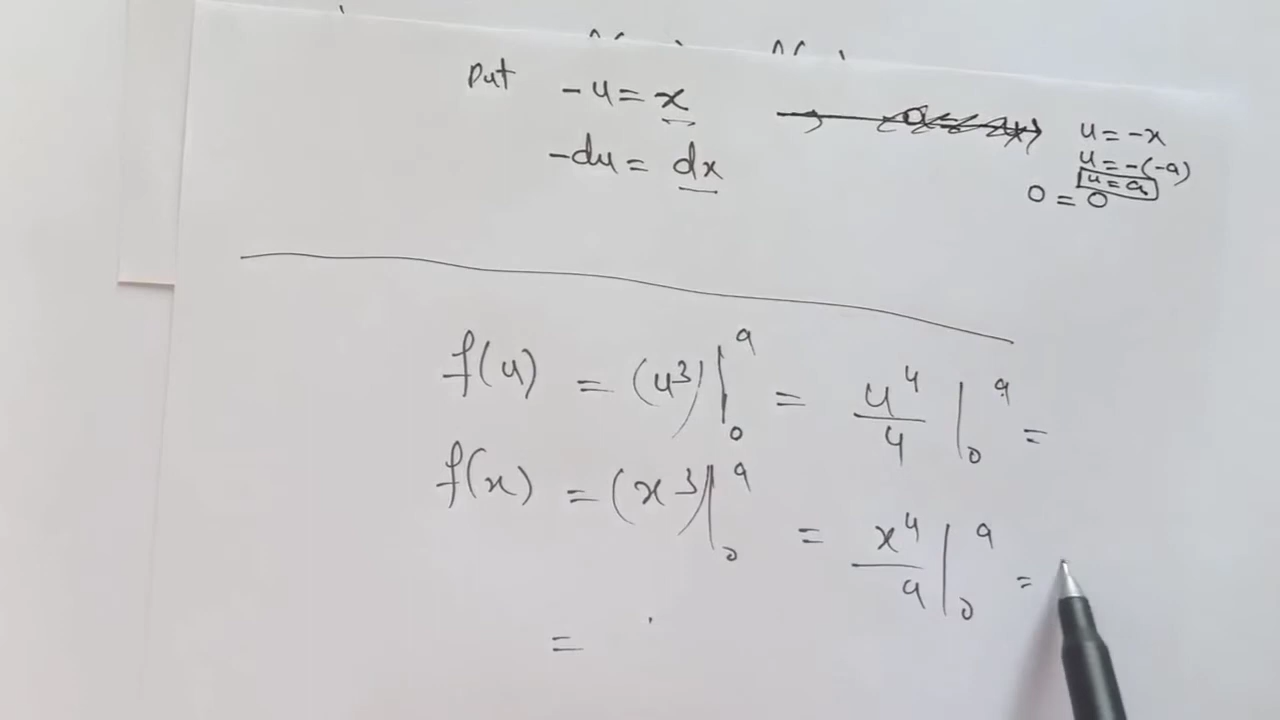 put -u = x
u = -x
-du = dx
u = -(-a)
u = a
0 = 0
f(u) = (u³)|₀ᵃ = u⁴/4 |₀ᵃ =
f(x) = (x³)|₀ᵃ = x⁴/4 |₀ᵃ =
=